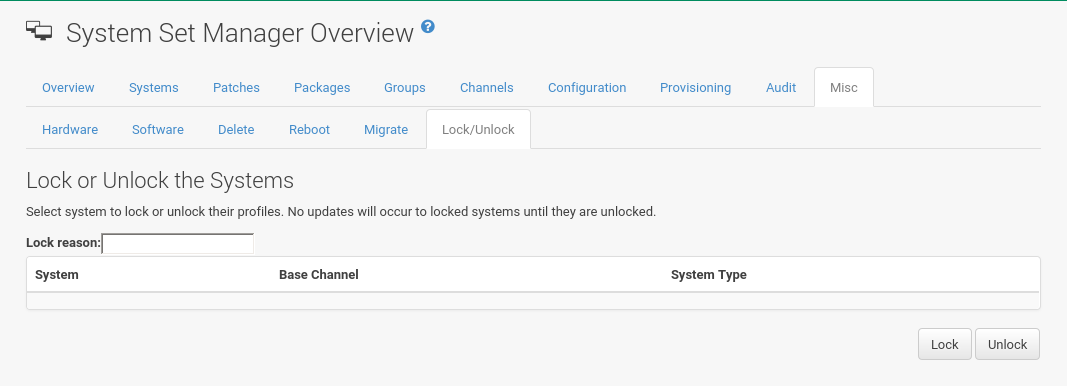 System Set Manager Overview ?
Overview Systems Patches Packages Groups Channels Configuration Provisioning Audit Misc
Hardware Software Delete Reboot Migrate Lock/Unlock
Lock or Unlock the Systems
Select system to lock or unlock their profiles. No updates will occur to locked systems until they are unlocked.
Lock reason:
System Base Channel System Type
Lock Unlock